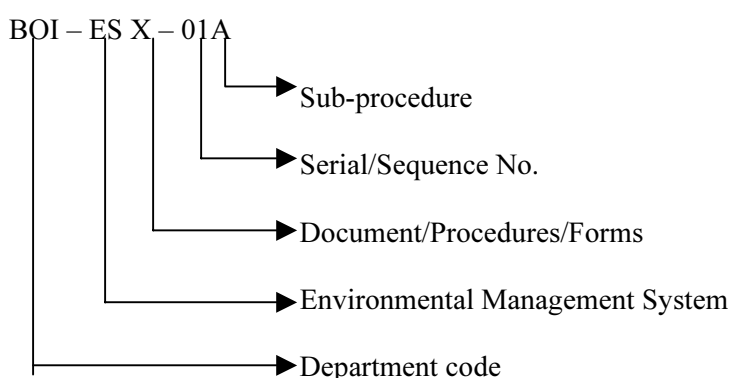 BOI – ES X – 01A
Sub-procedure
Serial/Sequence No.
Document/Procedures/Forms
Environmental Management System
Department code